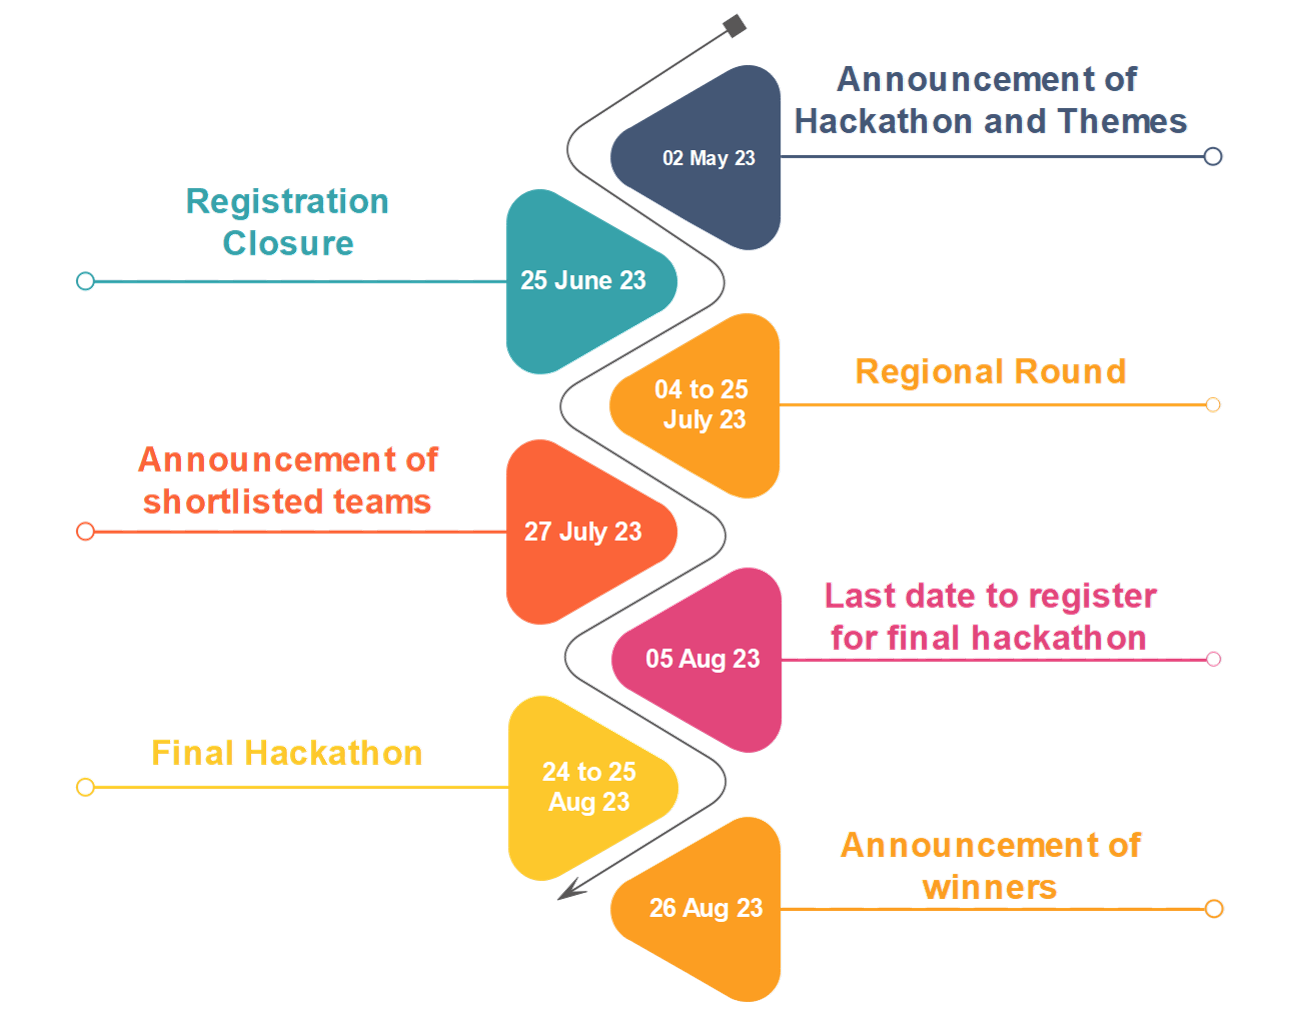 Announcement of
Hackathon and Themes
02 May 23
Registration
Closure
25 June 23
Regional Round
04 to 25
July 23
Announcement of
shortlisted teams
27 July 23
Last date to register
for final hackathon
05 Aug 23
Final Hackathon
24 to 25
Aug 23
Announcement of
winners
26 Aug 23